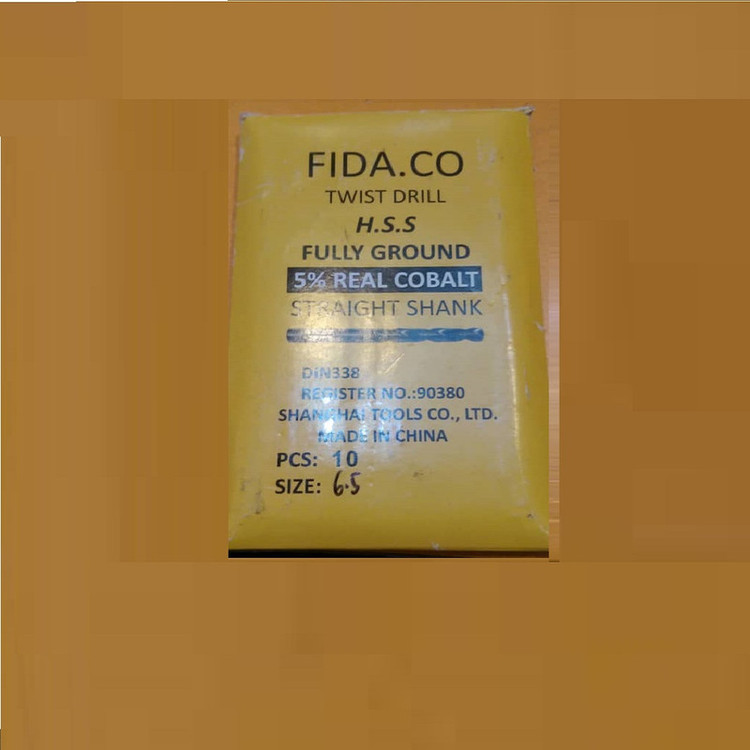 FIDA.CO
TWIST DRILL
H.S.S
FULLY GROUND
5% REAL COBALT
STRAIGHT SHANK
DIN338
REGISTER NO.:90380
SHANGHAI TOOLS CO., LTD.
MADE IN CHINA
PCS: 10
SIZE: 6.5